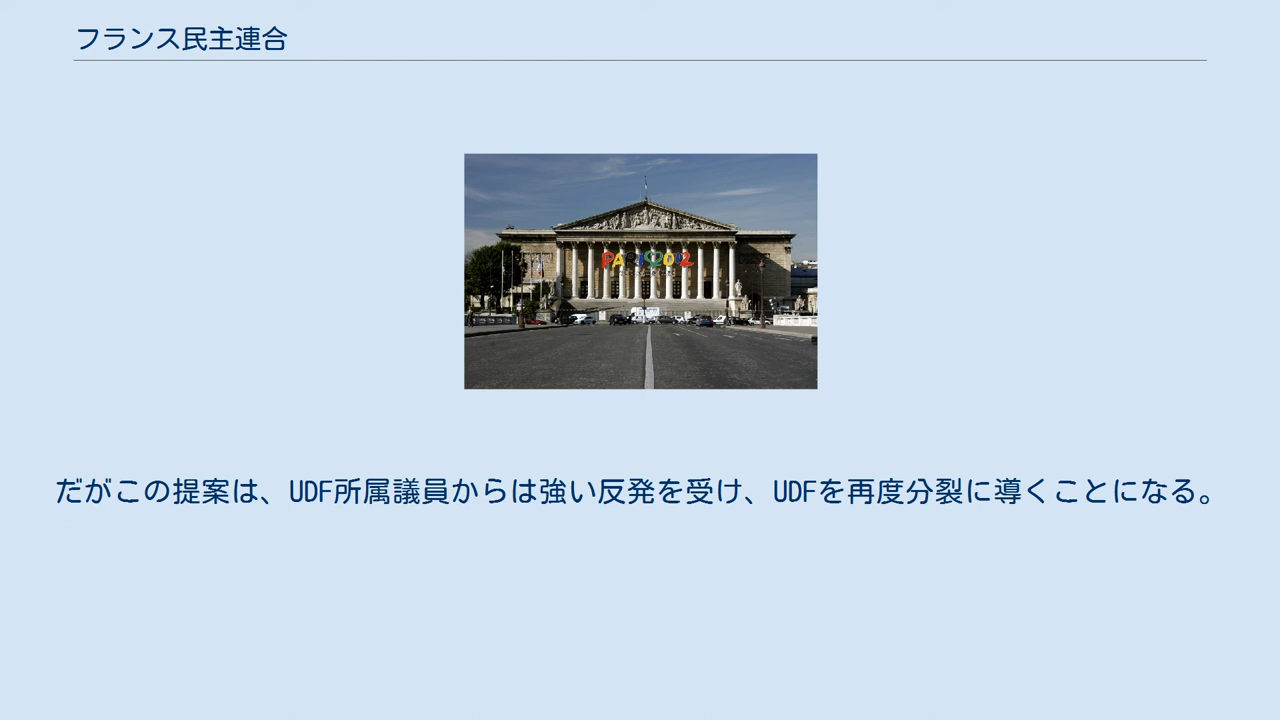 フランス民主連合
PARIS2012
だがこの提案は、UDF所属議員からは強い反発を受け、UDFを再度分裂に導くことになる。